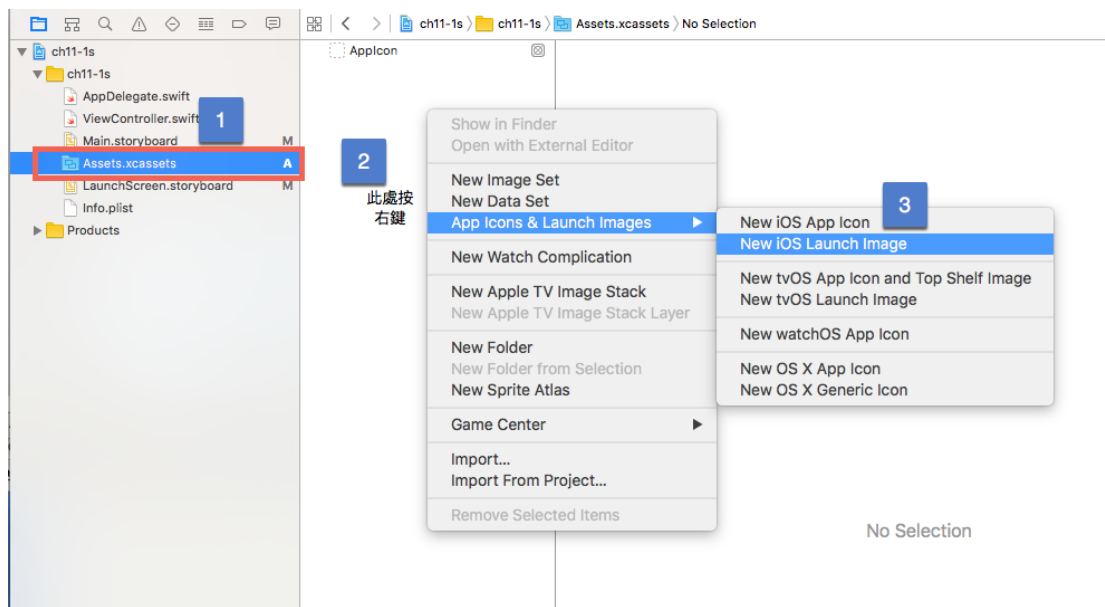 ch11-1s
ch11-1s
Assets.xcassets
No Selection
ch11-1s
ch11-1s
AppDelegate.swift
ViewController.swift
1
Main.storyboard
M
Assets.xcassets
A
LaunchScreen.storyboard
M
Info.plist
Products
AppIcon
2
此處按
右鍵
Show in Finder
Open with External Editor
New Image Set
New Data Set
App Icons & Launch Images
New Watch Complication
New Apple TV Image Stack
New Apple TV Image Stack Layer
New Folder
New Folder from Selection
New Sprite Atlas
Game Center
Import...
Import From Project...
Remove Selected Items
3
New iOS App Icon
New iOS Launch Image
New tvOS App Icon and Top Shelf Image
New tvOS Launch Image
New watchOS App Icon
New OS X App Icon
New OS X Generic Icon
No Selection